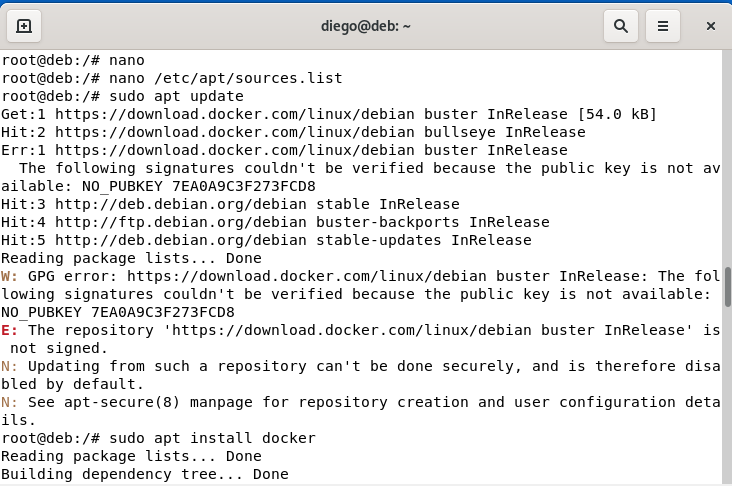 diego@deb: ~
root@deb:/# nano
root@deb:/# nano /etc/apt/sources.list
root@deb:/# sudo apt update
Get:1 https://download.docker.com/linux/debian buster InRelease [54.0 kB]
Hit:2 https://download.docker.com/linux/debian bullseye InRelease
Err:1 https://download.docker.com/linux/debian buster InRelease
  The following signatures couldn't be verified because the public key is not av
ailable: NO_PUBKEY 7EA0A9C3F273FCD8
Hit:3 http://deb.debian.org/debian stable InRelease
Hit:4 http://ftp.debian.org/debian buster-backports InRelease
Hit:5 http://deb.debian.org/debian stable-updates InRelease
Reading package lists... Done
W: GPG error: https://download.docker.com/linux/debian buster InRelease: The fol
lowing signatures couldn't be verified because the public key is not available:
NO_PUBKEY 7EA0A9C3F273FCD8
E: The repository 'https://download.docker.com/linux/debian buster InRelease' is
 not signed.
N: Updating from such a repository can't be done securely, and is therefore disa
bled by default.
N: See apt-secure(8) manpage for repository creation and user configuration deta
ils.
root@deb:/# sudo apt install docker
Reading package lists... Done
Building dependency tree... Done